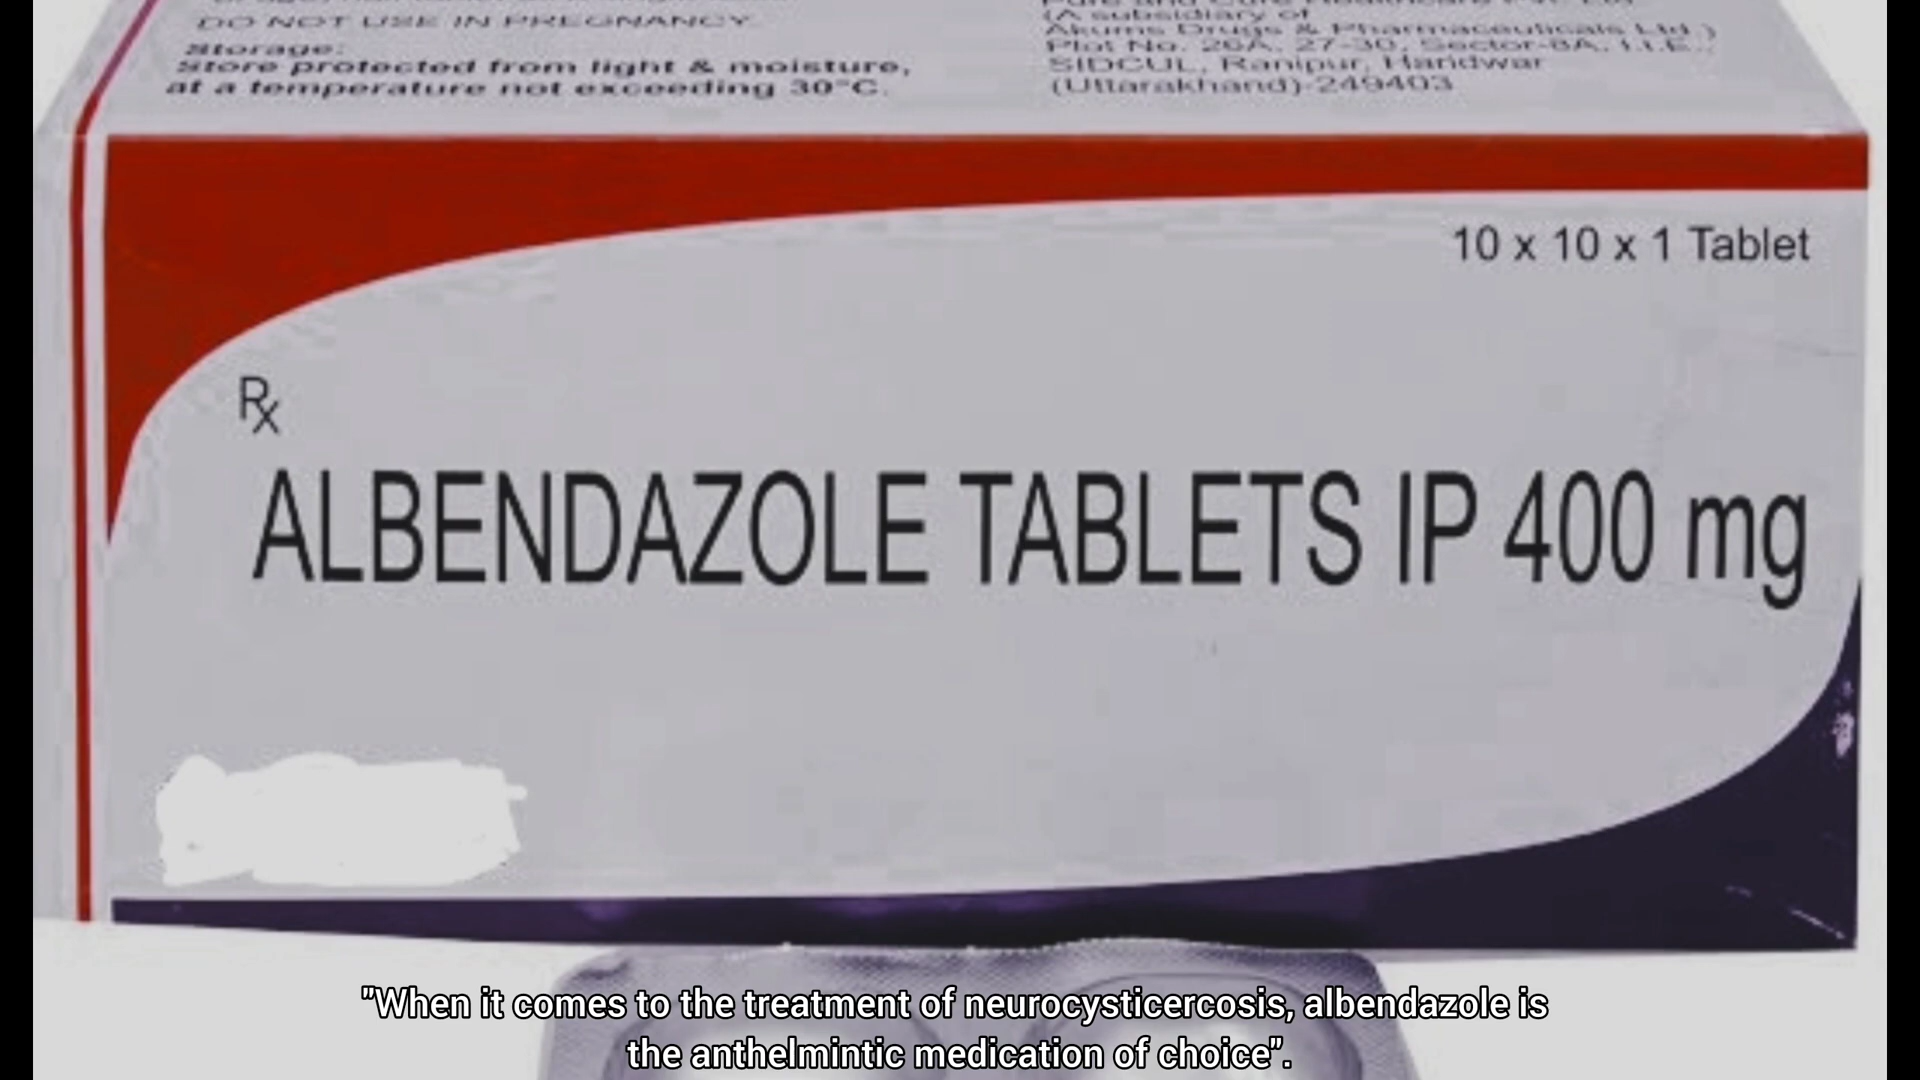 DO NOT USE IN PREGNANCY
Storage:
Store protected from light & moisture,
at a temperature not exceeding 30°C.
(A subsidiary of
Akums Drugs & Pharmaceuticals Ltd.)
Plot No. 26A, 27-30, Sector-8A, I.I.E.,
SIDCUL, Ranipur, Haridwar
(Uttarakhand)-249403
10 x 10 x 1 Tablet
Rx
ALBENDAZOLE TABLETS IP 400 mg
"When it comes to the treatment of neurocysticercosis, albendazole is
the anthelmintic medication of choice".